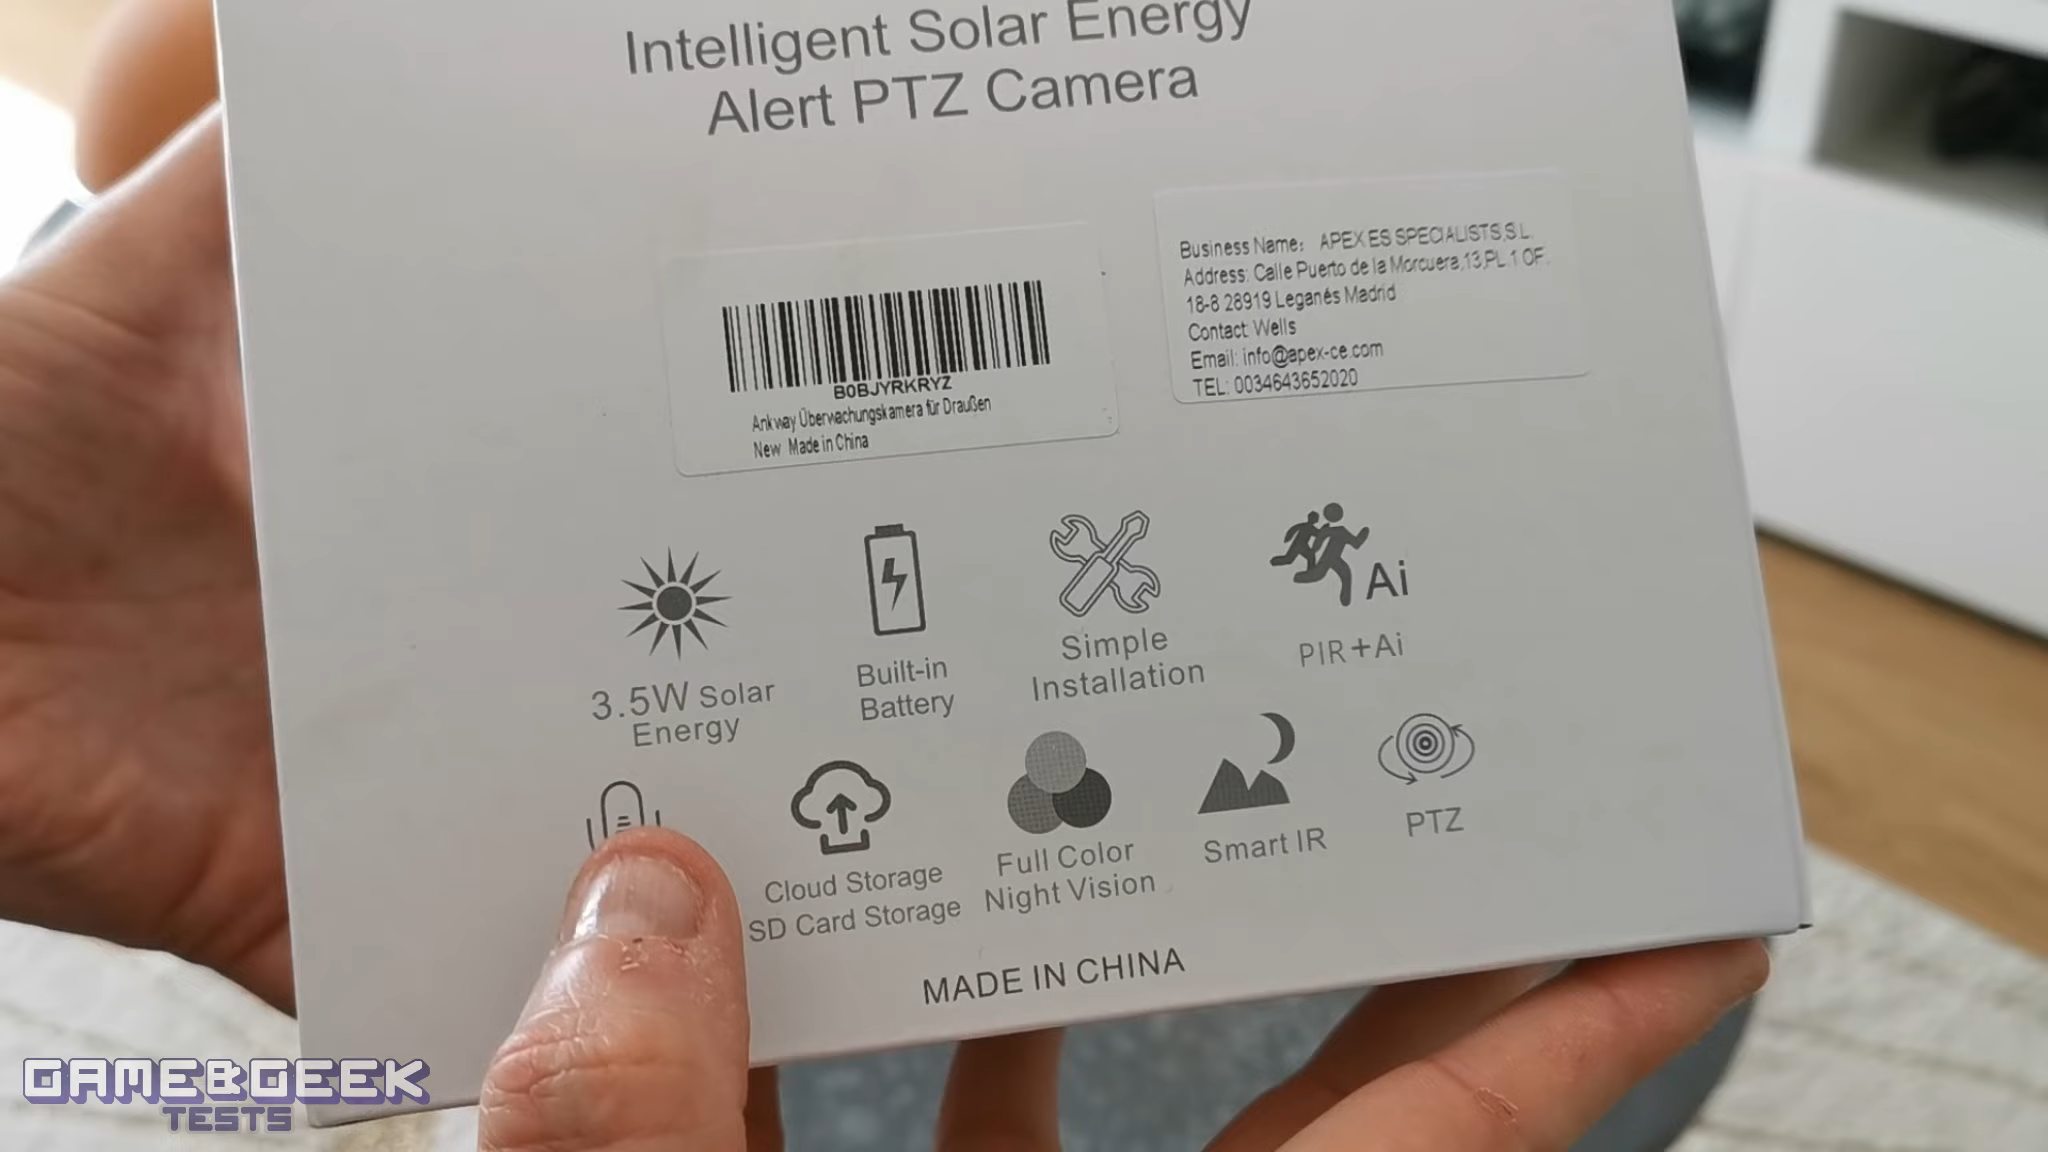 Intelligent Solar Energy
Alert PTZ Camera
B0BJYRKRYZ
Ankway Überwachungskamera für Draußen
New Made in China
Business Name: APEX ES SPECIALISTS,S.L.
Address: Calle Puerto de la Morcuera,13,PL.1 OF.
18-8 28919 Leganés Madrid
Contact: Wells
Email: info@apex-ce.com
TEL: 0034643652020
Ai
3.5W Solar
Energy
Built-in
Battery
Simple
Installation
PIR+Ai
Cloud Storage
SD Card Storage
Full Color
Night Vision
Smart IR
PTZ
MADE IN CHINA
GAME&GEEK
TESTS